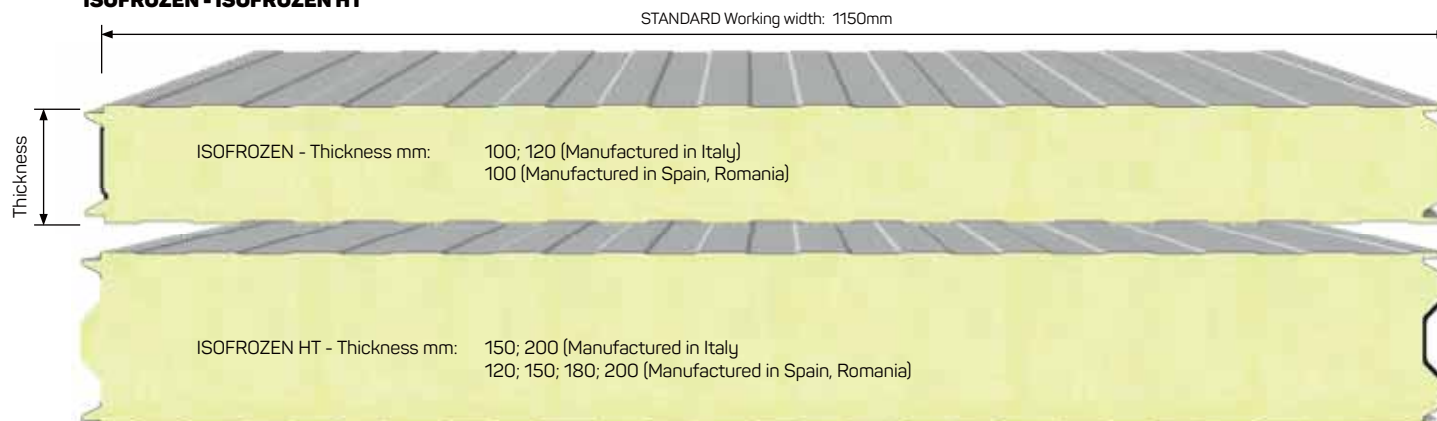 ISOFROZEN - ISOFROZEN HT
STANDARD Working width: 1150mm
Thickness
ISOFROZEN - Thickness mm: 100; 120 (Manufactured in Italy)
100 (Manufactured in Spain, Romania)
ISOFROZEN HT - Thickness mm: 150; 200 (Manufactured in Italy
120; 150; 180; 200 (Manufactured in Spain, Romania)